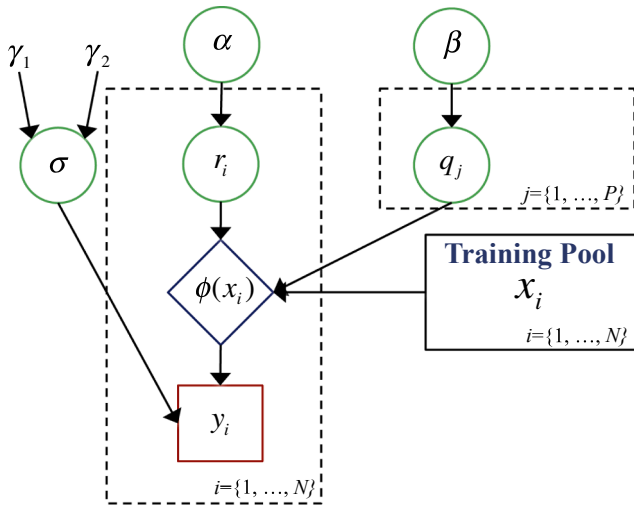 α
β
γ₁
γ₂
σ
rᵢ
qⱼ
j={1, ..., P}
ϕ(xᵢ)
Training Pool
xᵢ
i={1, ..., N}
yᵢ
i={1, ..., N}